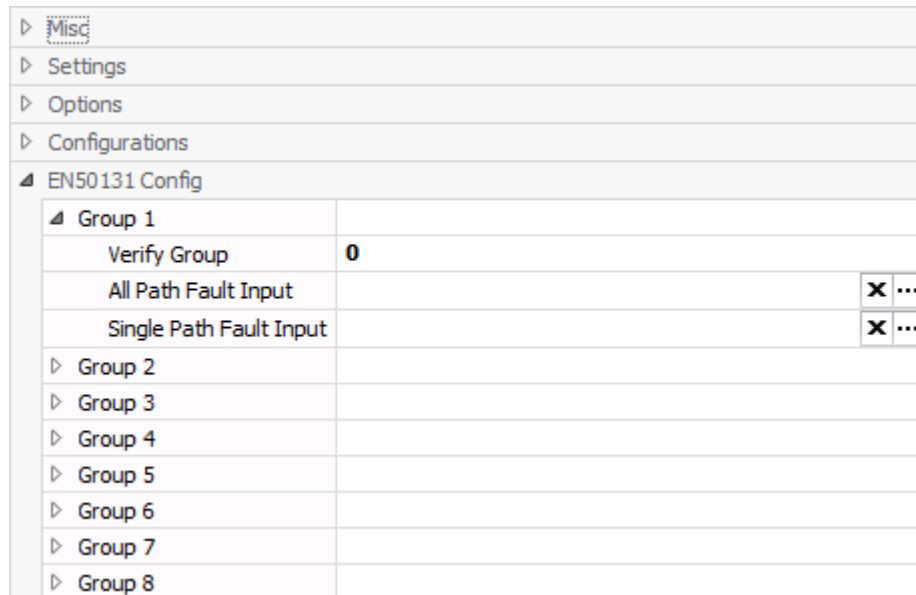 Misc
Settings
Options
Configurations
EN50131 Config
Group 1
Verify Group 0
All Path Fault Input X ...
Single Path Fault Input X ...
Group 2
Group 3
Group 4
Group 5
Group 6
Group 7
Group 8